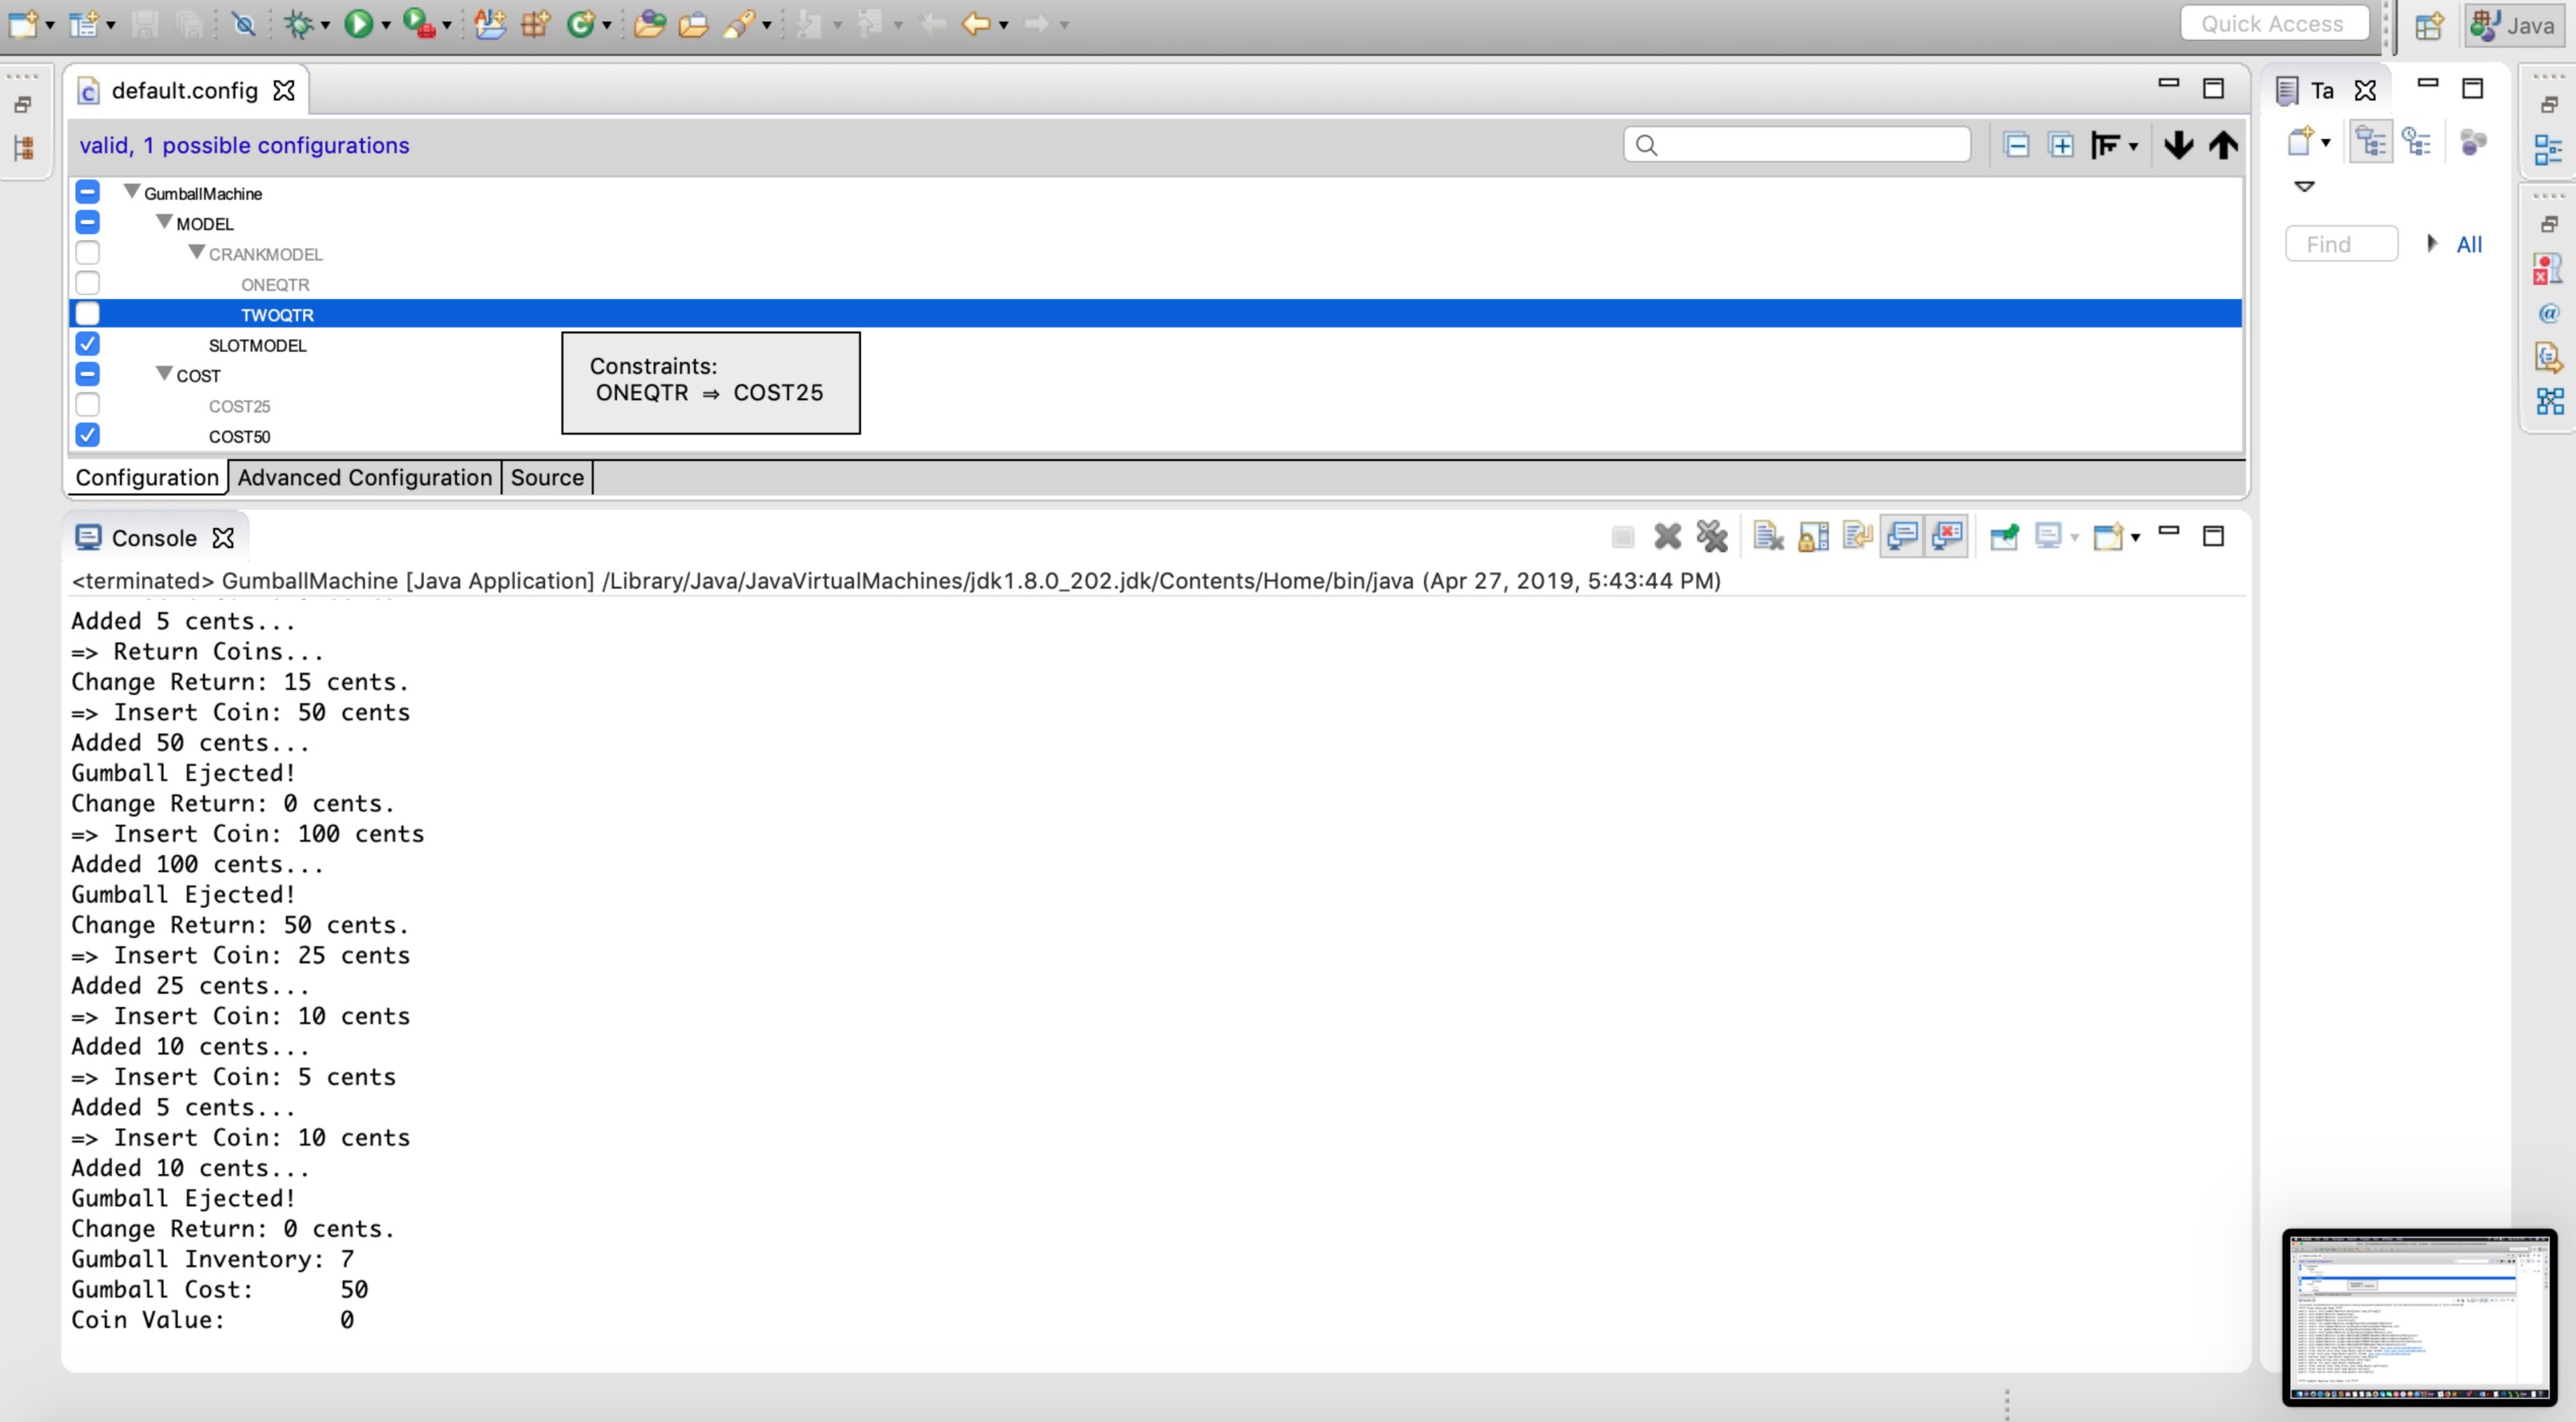 Quick Access
Java
default.config
Ta
valid, 1 possible configurations
GumballMachine
MODEL
CRANKMODEL
ONEQTR
TWOQTR
SLOTMODEL
COST
COST25
COST50
Constraints:
ONEQTR ⇒ COST25
Find
All
Configuration
Advanced Configuration
Source
Console
<terminated> GumballMachine [Java Application] /Library/Java/JavaVirtualMachines/jdk1.8.0_202.jdk/Contents/Home/bin/java (Apr 27, 2019, 5:43:44 PM)
Added 5 cents...
=> Return Coins...
Change Return: 15 cents.
=> Insert Coin: 50 cents
Added 50 cents...
Gumball Ejected!
Change Return: 0 cents.
=> Insert Coin: 100 cents
Added 100 cents...
Gumball Ejected!
Change Return: 50 cents.
=> Insert Coin: 25 cents
Added 25 cents...
=> Insert Coin: 10 cents
Added 10 cents...
=> Insert Coin: 5 cents
Added 5 cents...
=> Insert Coin: 10 cents
Added 10 cents...
Gumball Ejected!
Change Return: 0 cents.
Gumball Inventory: 7
Gumball Cost: 50
Coin Value: 0